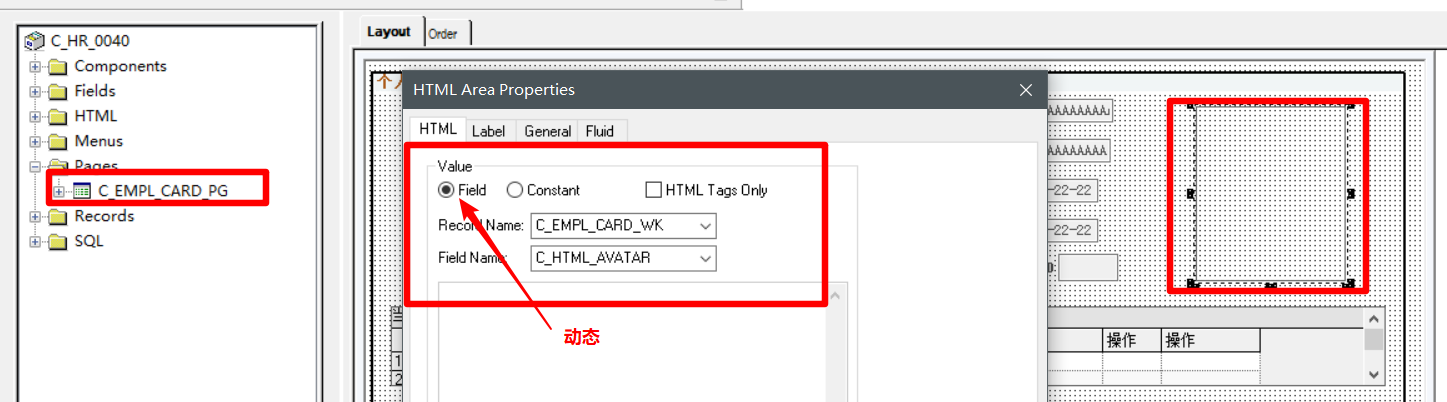 C_HR_0040
Components
Fields
HTML
Menus
Pages
C_EMPL_CARD_PG
Records
SQL
Layout
Order
HTML Area Properties
HTML
Label
General
Fluid
Value
Field
Constant
HTML Tags Only
Record Name:
C_EMPL_CARD_WK
Field Name:
C_HTML_AVATAR
动态
-22-22
-22-22
操作
操作
1
2